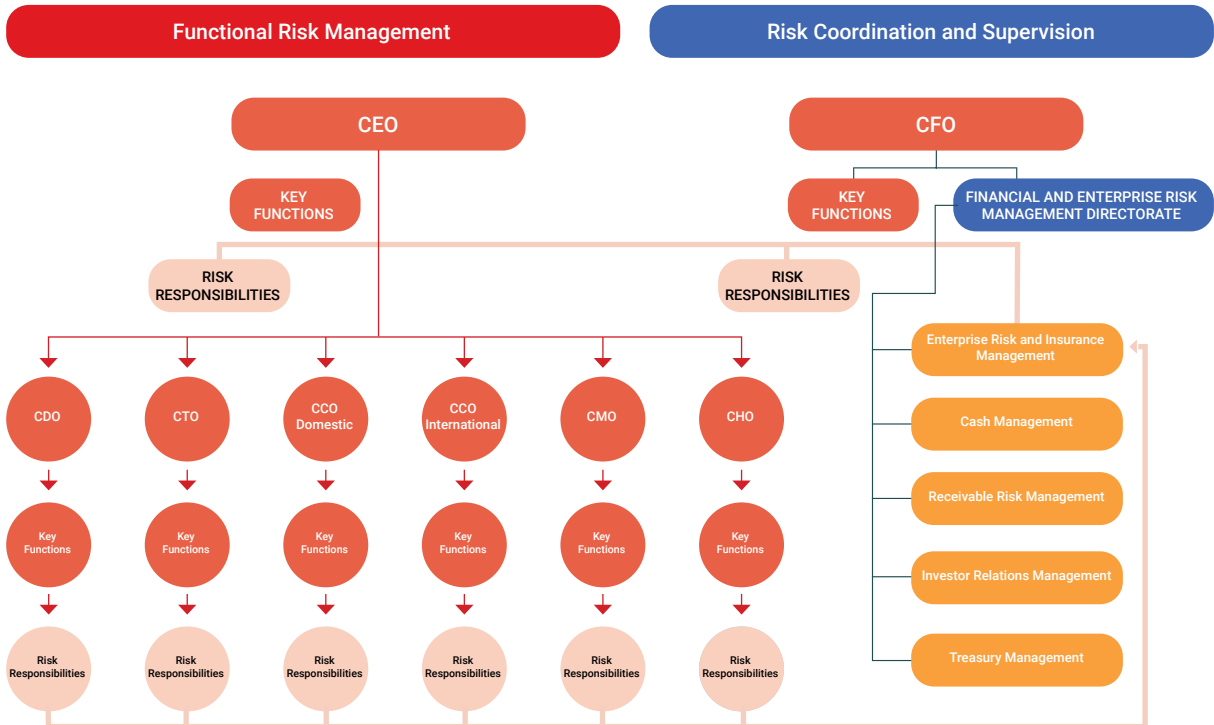 Functional Risk Management
Risk Coordination and Supervision
CEO
CFO
KEY
FUNCTIONS
KEY
FUNCTIONS
FINANCIAL AND ENTERPRISE RISK
MANAGEMENT DIRECTORATE
RISK
RESPONSIBILITIES
RISK
RESPONSIBILITIES
CDO
CTO
CCO
Domestic
CCO
International
CMO
CHO
Key
Functions
Key
Functions
Key
Functions
Key
Functions
Key
Functions
Key
Functions
Risk
Responsibilities
Risk
Responsibilities
Risk
Responsibilities
Risk
Responsibilities
Risk
Responsibilities
Risk
Responsibilities
Enterprise Risk and Insurance
Management
Cash Management
Receivable Risk Management
Investor Relations Management
Treasury Management